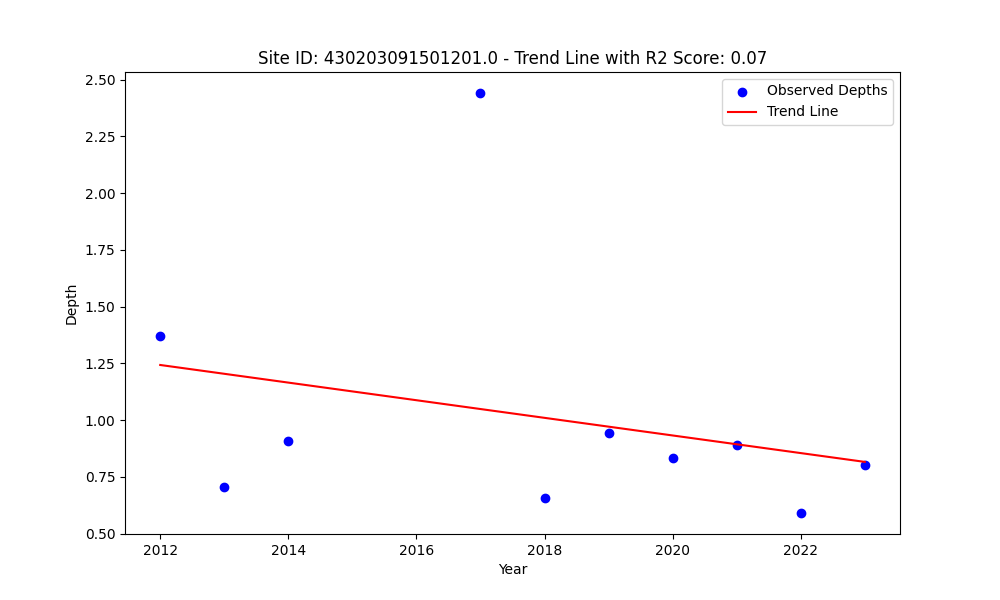 Site ID: 430203091501201.0 - Trend Line with R2 Score: 0.07
Observed Depths
Trend Line
2.50
2.25
2.00
1.75
1.50
1.25
1.00
0.75
0.50
Depth
2012 2014 2016 2018 2020 2022
Year